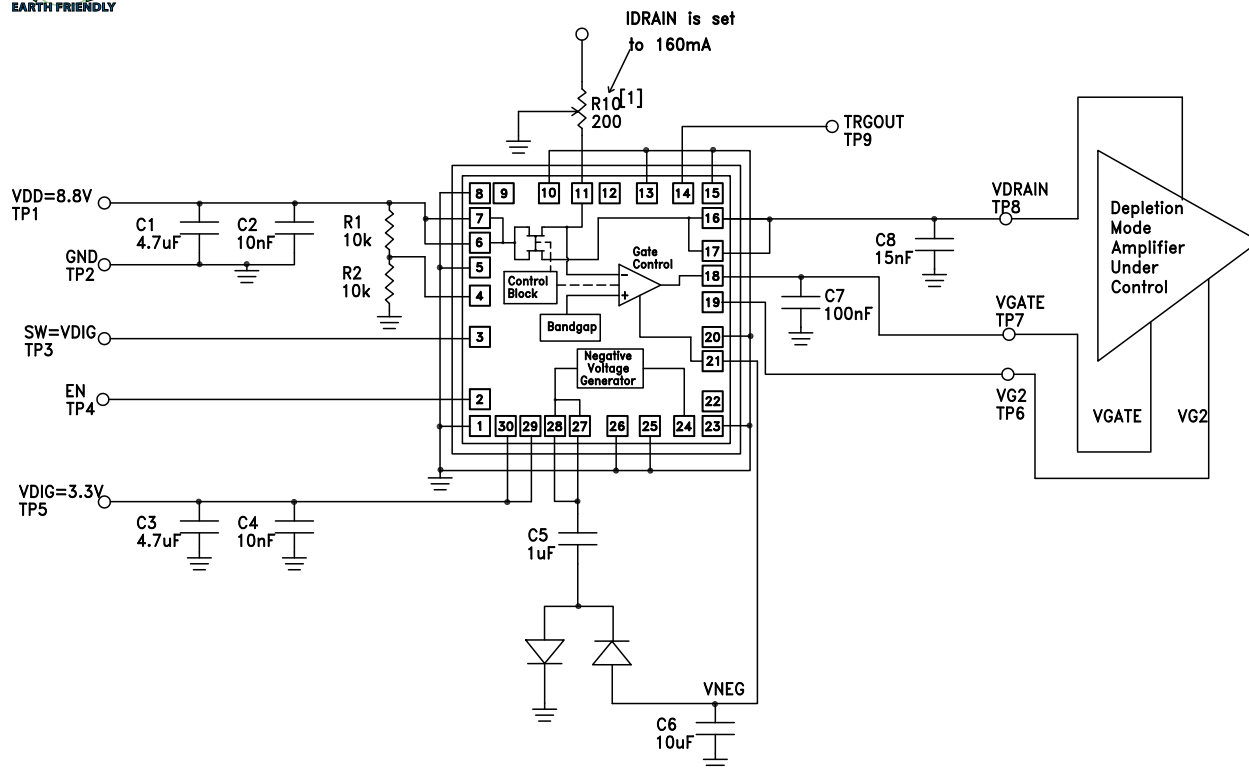 EARTH FRIENDLY
IDRAIN is set
to 160mA
R10[1]
200
TRGOUT
TP9
VDD=8.8V
TP1
C1
4.7uF
C2
10nF
R1
10k
GND
TP2
R2
10k
SW=VDIG
TP3
EN
TP4
VDIG=3.3V
TP5
C3
4.7uF
C4
10nF
8
9
10
11
12
13
14
15
7
6
5
4
3
2
1
30
29
28
27
26
25
24
23
22
21
20
19
18
17
16
Control
Block
Gate
Control
-
+
Bandgap
Negative
Voltage
Generator
C5
1uF
VNEG
C6
10uF
C7
100nF
C8
15nF
VDRAIN
TP8
VGATE
TP7
VG2
TP6
Depletion
Mode
Amplifier
Under
Control
VGATE
VG2